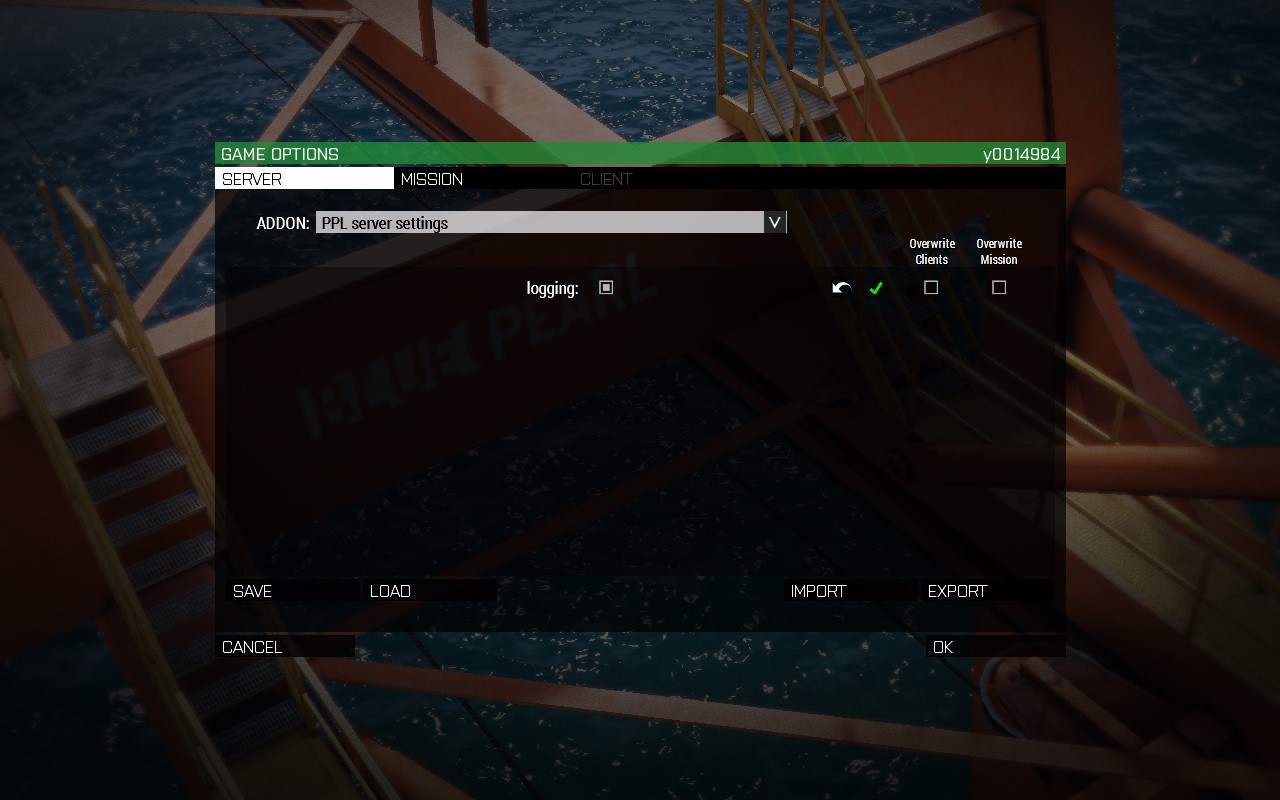 GAME OPTIONS y0014984
SERVER MISSION CLIENT
ADDON: PPL server settings V
Overwrite Clients Overwrite Mission
logging:
PEARL
SAVE LOAD IMPORT EXPORT
CANCEL OK